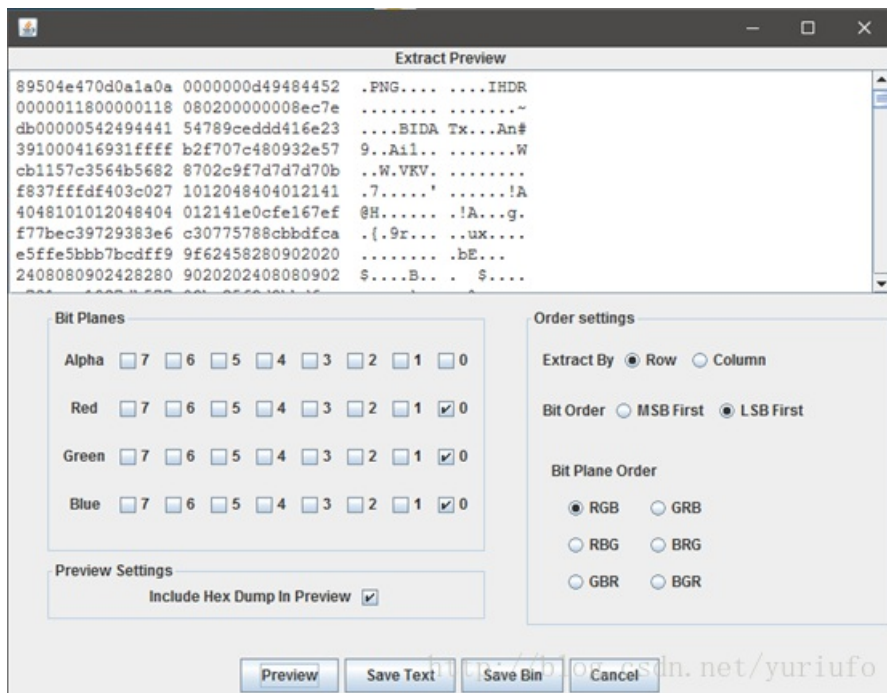 Extract Preview
89504e470d0a1a0a 0000000d49484452 .PNG.... ....IHDR
0000011800000118 080200000008ec7e ........ .......~
db00000542494441 54789ceddd416e23 ....BIDA Tx...An#
391000416931ffff b2f707c480932e57 9..Ai1.. .......W
cb1157c3564b5682 8702c9f7d7d7d70b ..W.VKV. ........
f837fffdf403c027 1012048404012141 .7.....' ......!A
4048101012048404 012141e0cfe167ef @H...... .!A...g.
f77bec39729383e6 c30775788cbbdfca .{.9r... ..ux....
e5ffe5bbb7bcdff9 9f62458280902020 ........ .bE...
2408080902428280 9020202408080902 $....B.. .  $....
Bit Planes
Alpha 7 6 5 4 3 2 1 0
Red 7 6 5 4 3 2 1 0
Green 7 6 5 4 3 2 1 0
Blue 7 6 5 4 3 2 1 0
Preview Settings
Include Hex Dump In Preview
Order settings
Extract By Row Column
Bit Order MSB First LSB First
Bit Plane Order
RGB GRB
RBG BRG
GBR BGR
Preview Save Text Save Bin Cancel
http://blog.csdn.net/yuriufo